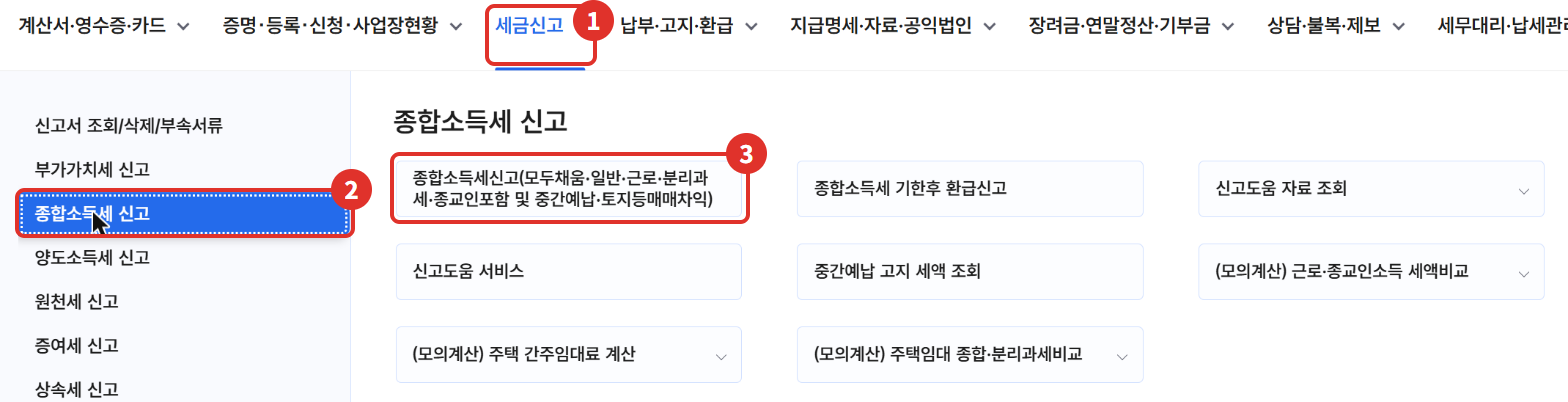 계산서·영수증·카드 증명·등록·신청·사업장현황 세금신고 1 납부·고지·환급 지급명세·자료·공익법인 장려금·연말정산·기부금 상담·불복·제보 세무대리·납세관리
신고서 조회/삭제/부속서류
부가가치세 신고
종합소득세 신고 2
양도소득세 신고
원천세 신고
증여세 신고
상속세 신고
종합소득세 신고
3
종합소득세신고(모두채움·일반·근로·분리과
세·종교인포함 및 중간예납·토지등매매차익)
종합소득세 기한후 환급신고
신고도움 자료 조회
신고도움 서비스
중간예납 고지 세액 조회
(모의계산) 근로·종교인소득 세액비교
(모의계산) 주택 간주임대료 계산
(모의계산) 주택임대 종합·분리과세비교